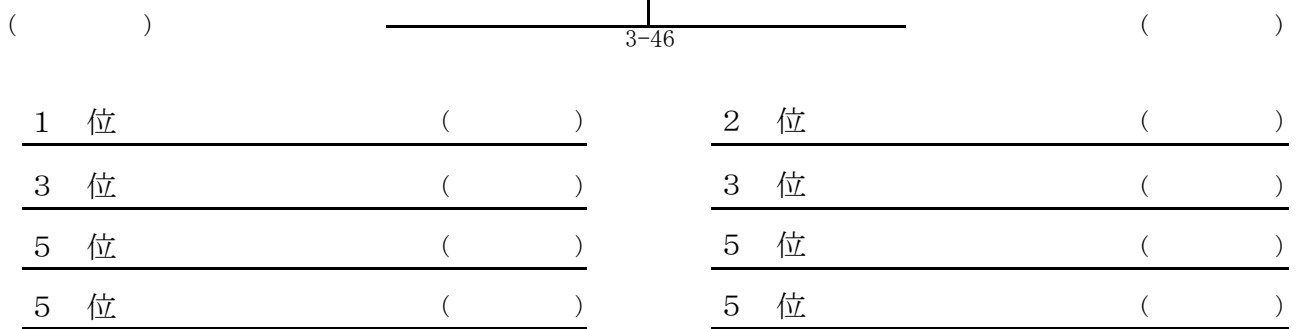 (　　　　)　　　　(　　　　)
3-46
１　位　　　　(　　　　)　　　　２　位　　　　(　　　　)
３　位　　　　(　　　　)　　　　３　位　　　　(　　　　)
５　位　　　　(　　　　)　　　　５　位　　　　(　　　　)
５　位　　　　(　　　　)　　　　５　位　　　　(　　　　)